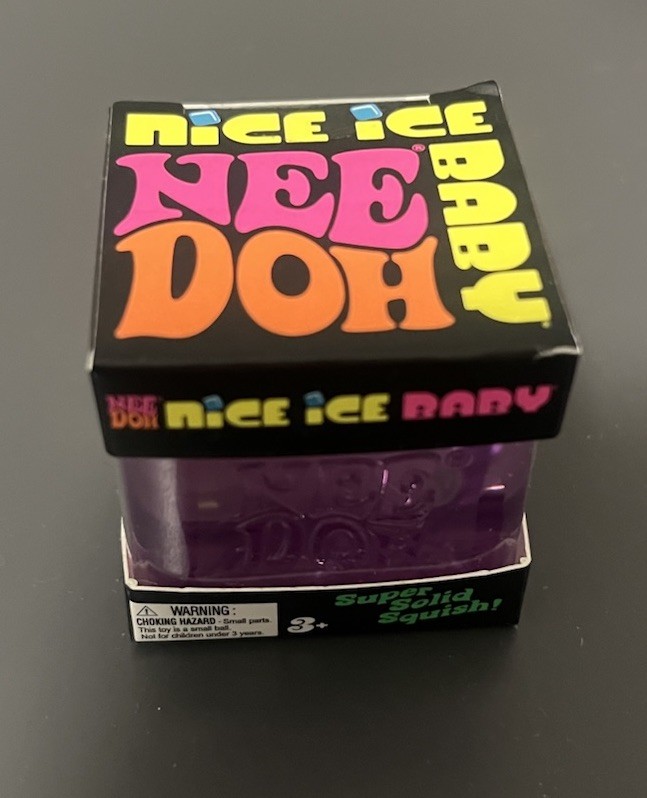 NICE ICE
BABY
NEE®
DOH
NEE DOH NICE ICE BABY
DOH
WARNING:
CHOKING HAZARD - Small parts.
This toy is a small ball.
Not for children under 3 years.
3+
Super
Solid
Squish!